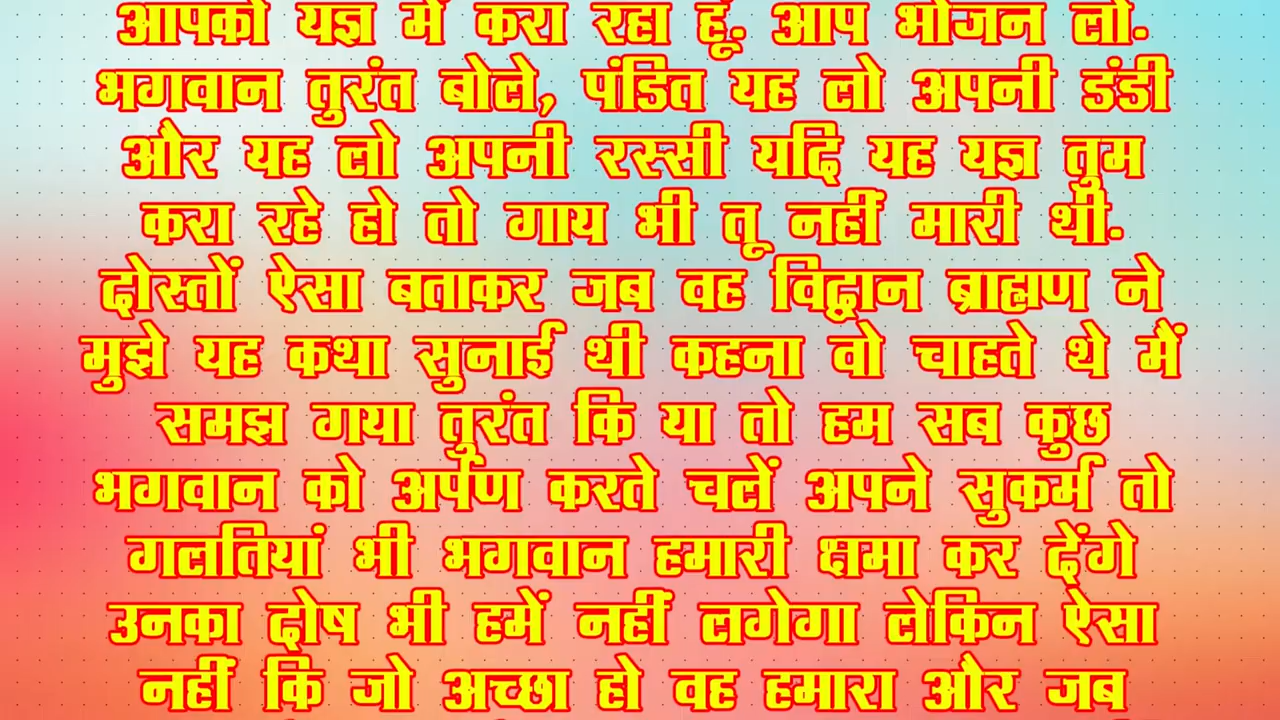 आपको यज्ञ में करा रहा हूं. आप भोजन लो.
भगवान तुरंत बोले, पंडित यह लो अपनी डंडी
और यह लो अपनी रस्सी यदि यह यज्ञ तुम
करा रहे हो तो गाय भी तू नहीं मारी थी.
दोस्तों ऐसा बताकर जब वह विद्वान ब्राह्मण ने
मुझे यह कथा सुनाई थी कहना वो चाहते थे मैं
समझ गया तुरंत कि या तो हम सब कुछ
भगवान को अर्पण करते चलें अपने सुकर्म तो
गलतियां भी भगवान हमारी क्षमा कर देंगे
उनका दोष भी हमें नहीं लगेगा लेकिन ऐसा
नहीं कि जो अच्छा हो वह हमारा और जब